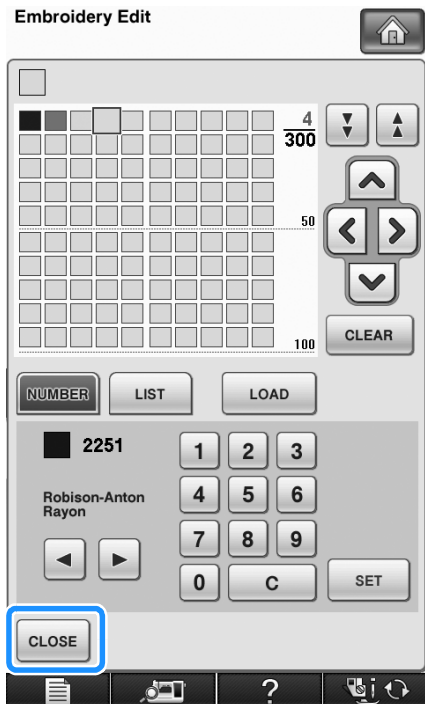 Embroidery Edit
4
300
50
100
CLEAR
NUMBER
LIST
LOAD
2251
1 2 3
Robison-Anton
Rayon
4 5 6
7 8 9
0 C
SET
CLOSE
?